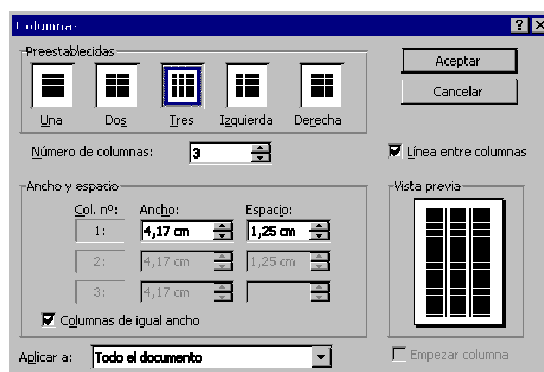 Columnas
Preestablecidas
Una Dos Tres Izquierda Derecha
Aceptar
Cancelar
Número de columnas: 3
Línea entre columnas
Ancho y espacio
Col. nº: Ancho: Espacio:
1: 4,17 cm 1,25 cm
2: 4,17 cm 1,25 cm
3: 4,17 cm
Columnas de igual ancho
Vista previa
Aplicar a: Todo el documento
Empezar columna